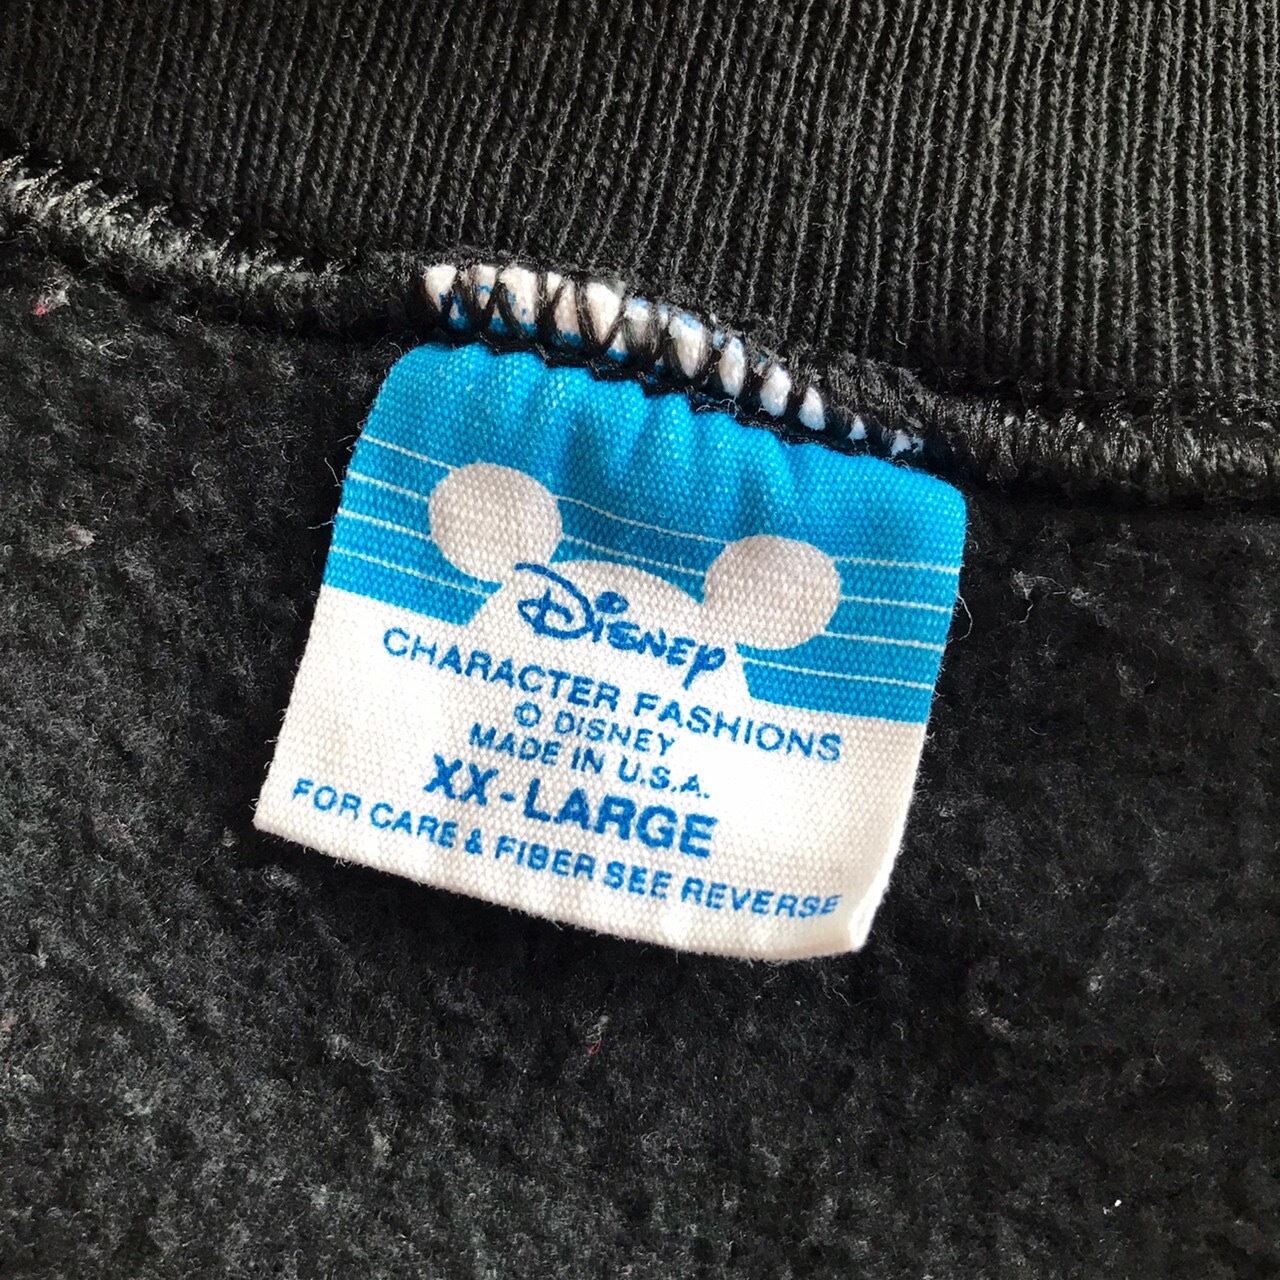 Disney
CHARACTER FASHIONS
© DISNEY
MADE IN U.S.A.
XX-LARGE
FOR CARE & FIBER SEE REVERSE